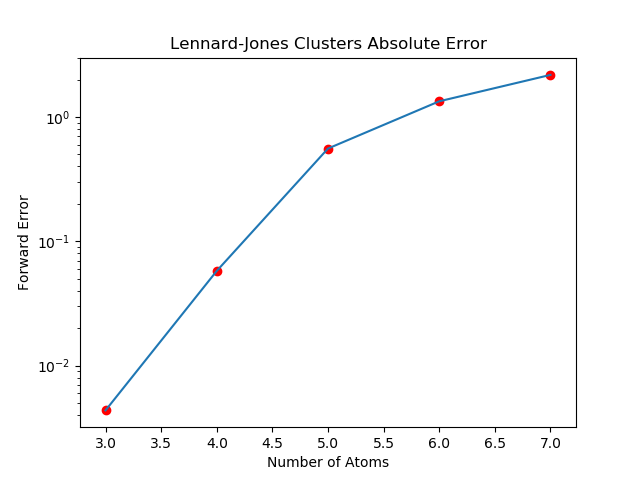 Lennard-Jones Clusters Absolute Error
Forward Error
10⁰
10⁻¹
10⁻²
3.0 3.5 4.0 4.5 5.0 5.5 6.0 6.5 7.0
Number of Atoms